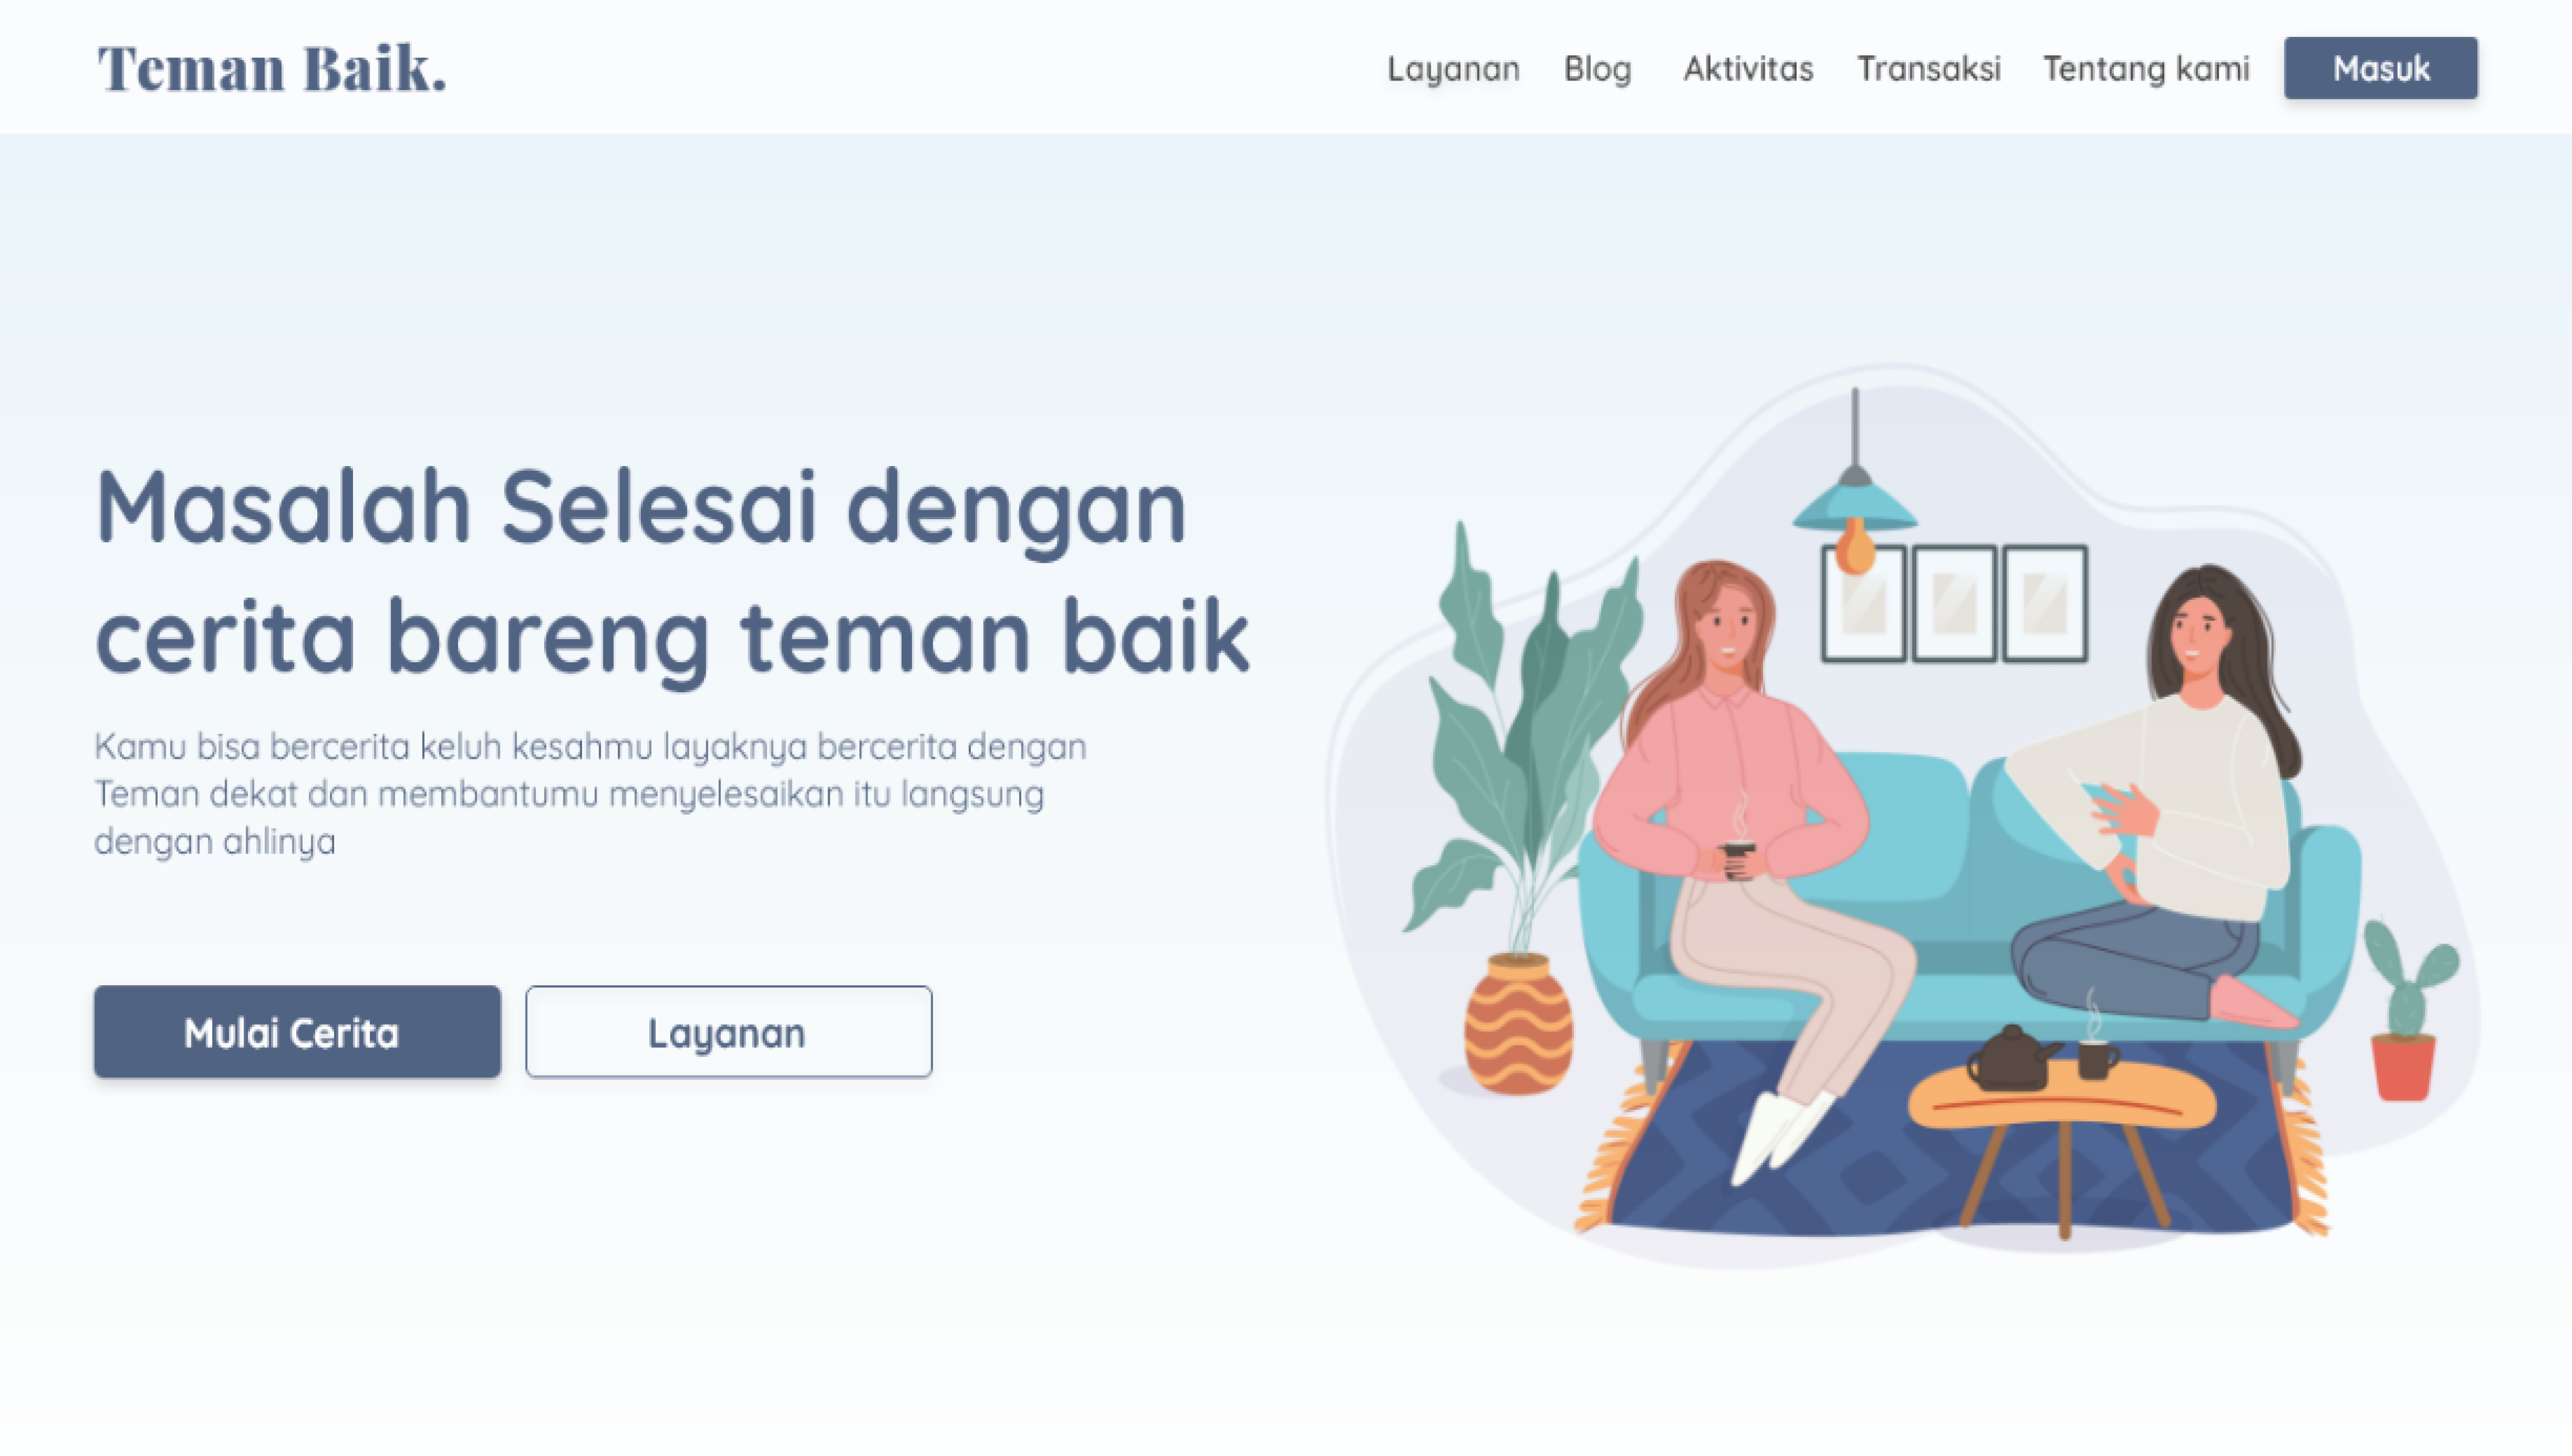 Teman Baik.
Layanan Blog Aktivitas Transaksi Tentang kami Masuk
Masalah Selesai dengan
cerita bareng teman baik
Kamu bisa bercerita keluh kesahmu layaknya bercerita dengan
Teman dekat dan membantumu menyelesaikan itu langsung
dengan ahlinya
Mulai Cerita
Layanan